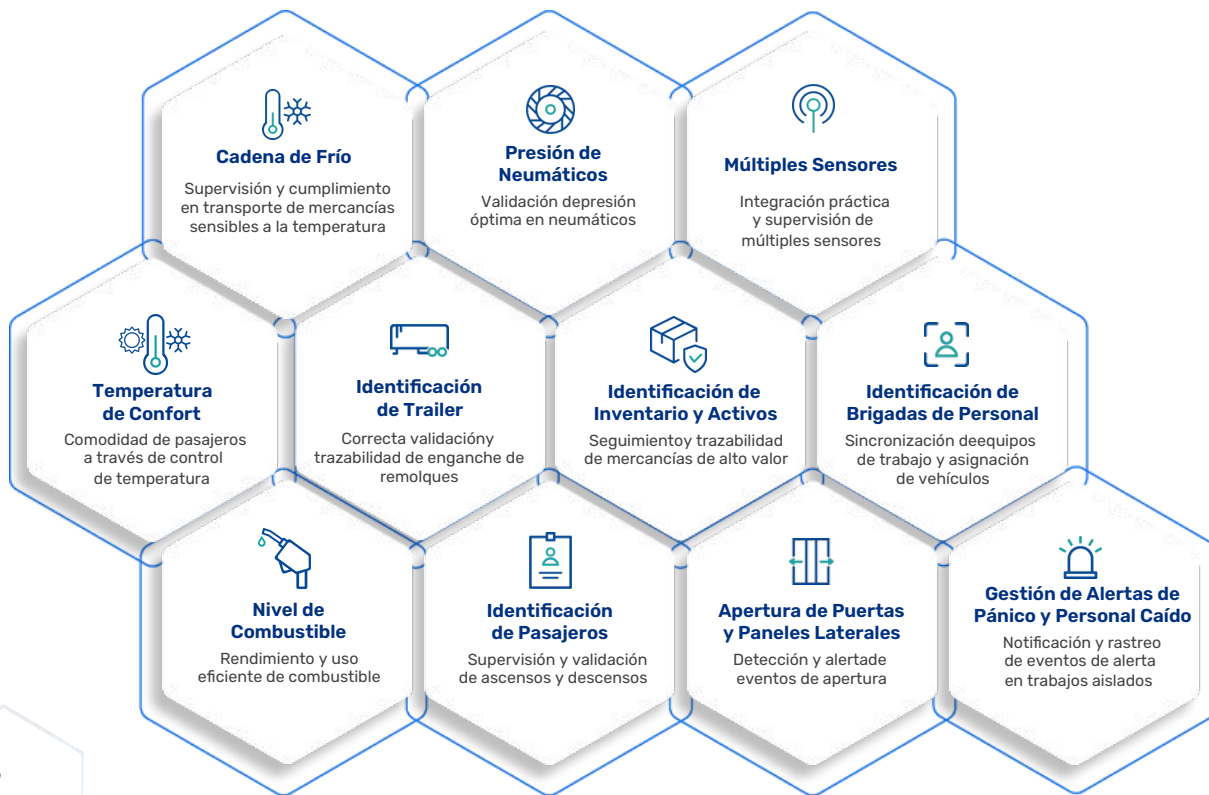 Cadena de Frío
Supervisión y cumplimiento
en transporte de mercancías
sensibles a la temperatura
Presión de
Neumáticos
Validación depresión
óptima en neumáticos
Múltiples Sensores
Integración práctica
y supervisión de
múltiples sensores
Temperatura
de Confort
Comodidad de pasajeros
a través de control
de temperatura
Identificación
de Trailer
Correcta validacióny
trazabilidad de enganche de
remolques
Identificación de
Inventario y Activos
Seguimientoy trazabilidad
de mercancías de alto valor
Identificación de
Brigadas de Personal
Sincronización deequipos
de trabajo y asignación
de vehículos
Nivel de
Combustible
Rendimiento y uso
eficiente de combustible
Identificación
de Pasajeros
Supervisión y validación
de ascensos y descensos
Apertura de Puertas
y Paneles Laterales
Detección y alertade
eventos de apertura
Gestión de Alertas de
Pánico y Personal Caído
Notificación y rastreo
de eventos de alerta
en trabajos aislados